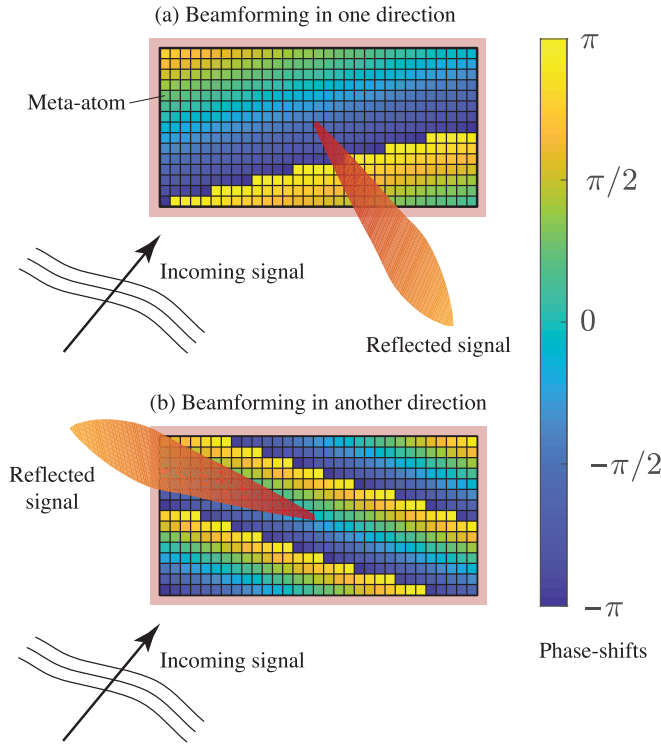 (a) Beamforming in one direction
Meta-atom
Incoming signal
Reflected signal
(b) Beamforming in another direction
Reflected
signal
Incoming signal
π
π/2
0
−π/2
−π
Phase-shifts